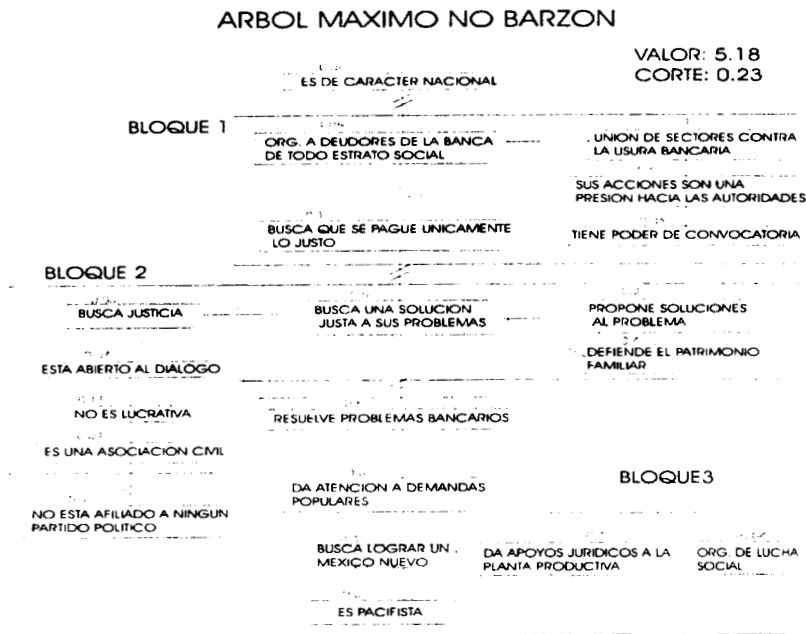 ARBOL MAXIMO NO BARZON
VALOR: 5.18
CORTE: 0.23
ES DE CARACTER NACIONAL
BLOQUE 1
ORG. A DEUDORES DE LA BANCA
DE TODO ESTRATO SOCIAL
UNION DE SECTORES CONTRA
LA USURA BANCARIA
SUS ACCIONES SON UNA
PRESION HACIA LAS AUTORIDADES
BUSCA QUE SE PAGUE UNICAMENTE
LO JUSTO
TIENE PODER DE CONVOCATORIA
BLOQUE 2
BUSCA JUSTICIA
BUSCA UNA SOLUCION
JUSTA A SUS PROBLEMAS
PROPONE SOLUCIONES
AL PROBLEMA
ESTA ABIERTO AL DIALOGO
DEFIENDE EL PATRIMONIO
FAMILIAR
NO ES LUCRATIVA
RESUELVE PROBLEMAS BANCARIOS
ES UNA ASOCIACION CIVIL
BLOQUE3
DA ATENCION A DEMANDAS
POPULARES
NO ESTA AFILIADO A NINGUN
PARTIDO POLITICO
BUSCA LOGRAR UN
MEXICO NUEVO
DA APOYOS JURIDICOS A LA
PLANTA PRODUCTIVA
ORG. DE LUCHA
SOCIAL
ES PACIFISTA